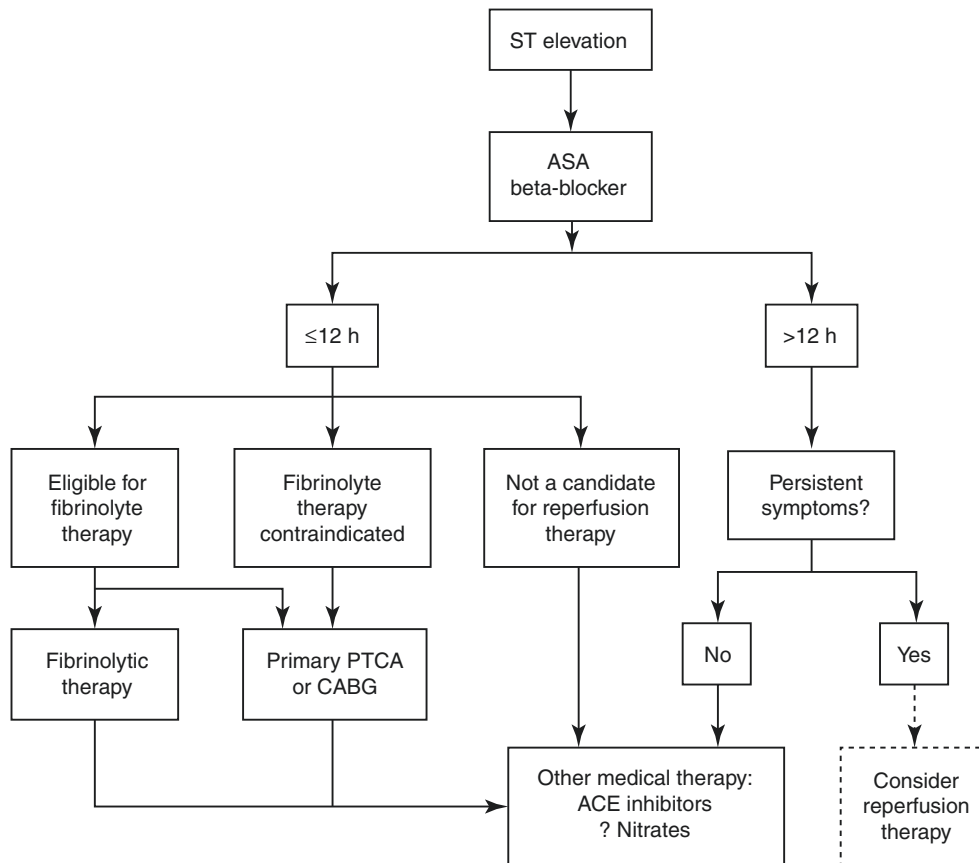 ST elevation
ASA
beta-blocker
≤12 h
>12 h
Eligible for
fibrinolyte
therapy
Fibrinolyte
therapy
contraindicated
Not a candidate
for reperfusion
therapy
Persistent
symptoms?
Fibrinolytic
therapy
Primary PTCA
or CABG
No
Yes
Other medical therapy:
ACE inhibitors
? Nitrates
Consider
reperfusion
therapy